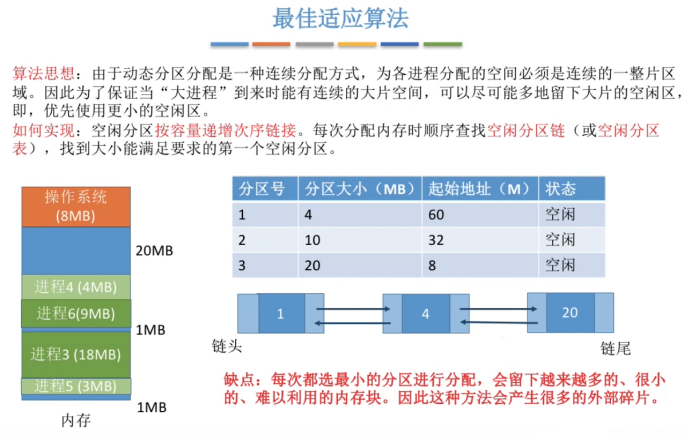 最佳适应算法
算法思想：由于动态分区分配是一种连续分配方式，为各进程分配的空间必须是连续的一整片区
域。因此为了保证当“大进程”到来时能有连续的大片空间，可以尽可能多地留下大片的空闲区，
即，优先使用更小的空闲区。
如何实现：空闲分区按容量递增次序链接。每次分配内存时顺序查找空闲分区链（或空闲分区
表），找到大小能满足要求的第一个空闲分区。
操作系统
(8MB)
20MB
进程4 (4MB)
进程6(9MB)
1MB
进程3 (18MB)
进程5 (3MB)
1MB
内存
分区号 分区大小（MB） 起始地址（M） 状态
1 4 60 空闲
2 10 32 空闲
3 20 8 空闲
1 4 20
链头 链尾
缺点：每次都选最小的分区进行分配，会留下越来越多的、很小
的、难以利用的内存块。因此这种方法会产生很多的外部碎片。